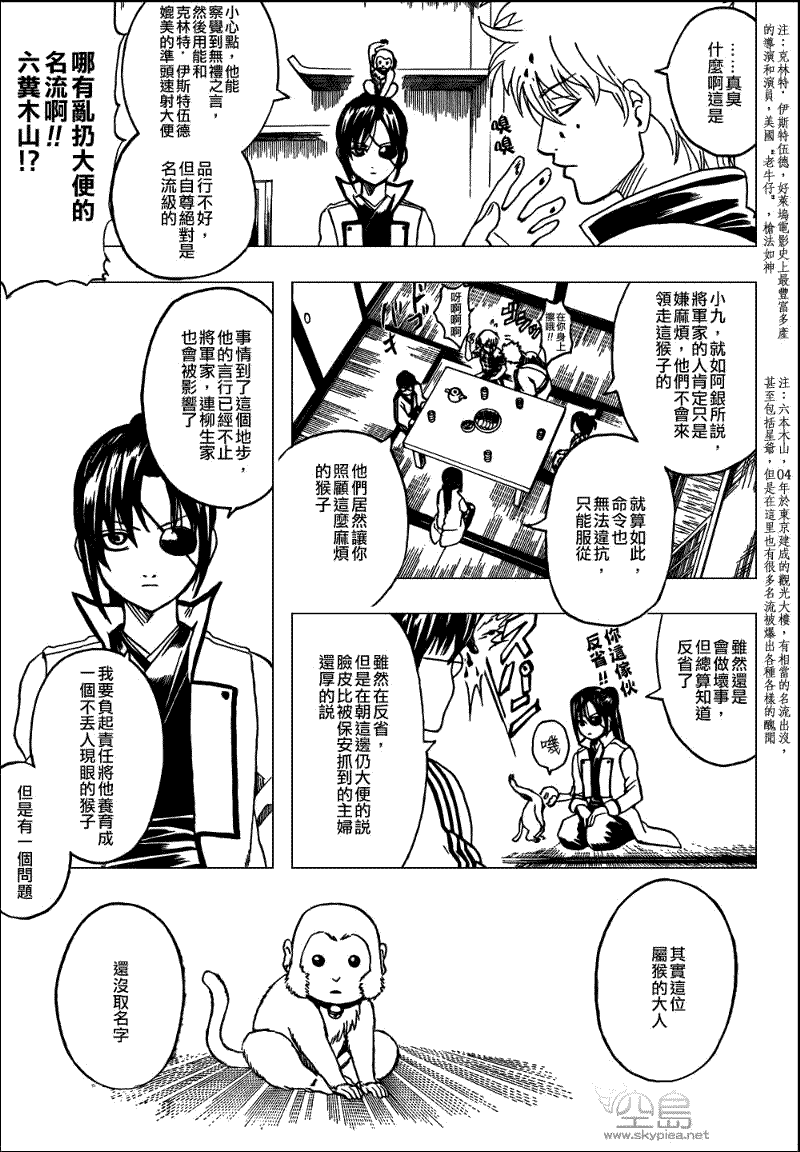 注：克林特·伊斯特伍德，好萊塢電影史上最豐富多產
的導演和演員，美國“老牛仔”，槍法如神
注：六本木山，04年於東京建成的觀光大樓，有相當的名流出沒，
甚至包括星爺，但是在這里也有很多名流被爆出各種各樣的醜聞
……真臭
什麼啊這是
嗅
嗅
小心點，他能
察覺到無禮之言，
然後用能和
克林特·伊斯特伍德
媲美的準頭速射大便
品行不好，
但自尊絕對是
名流級的
哪有亂扔大便的
名流啊!!
六糞木山!?
小九，就如阿銀所說，
將軍家的人肯定只是
嫌麻煩，他們不會來
領走這猴子的
在你身上
擦哦!!
呀啊啊啊
他們居然讓你
照顧這麼麻煩
的猴子
就算如此，
命令也
無法違抗，
只能服從
事情到了這個地步，
他的言行已經不止
將軍家，連柳生家
也會被影響了
我要負起責任將他養育成
一個不丟人現眼的猴子
但是有一個問題
雖然還是
會做壞事，
但總算知道
反省了
你這傢伙
反省!!
スパン
嘰
雖然在反省，
但是在朝這邊仍大便的說
臉皮比被保安抓到的主婦
還厚的說
其實這位
屬猴的大人
還沒取名字
空島
www.skypiea.net